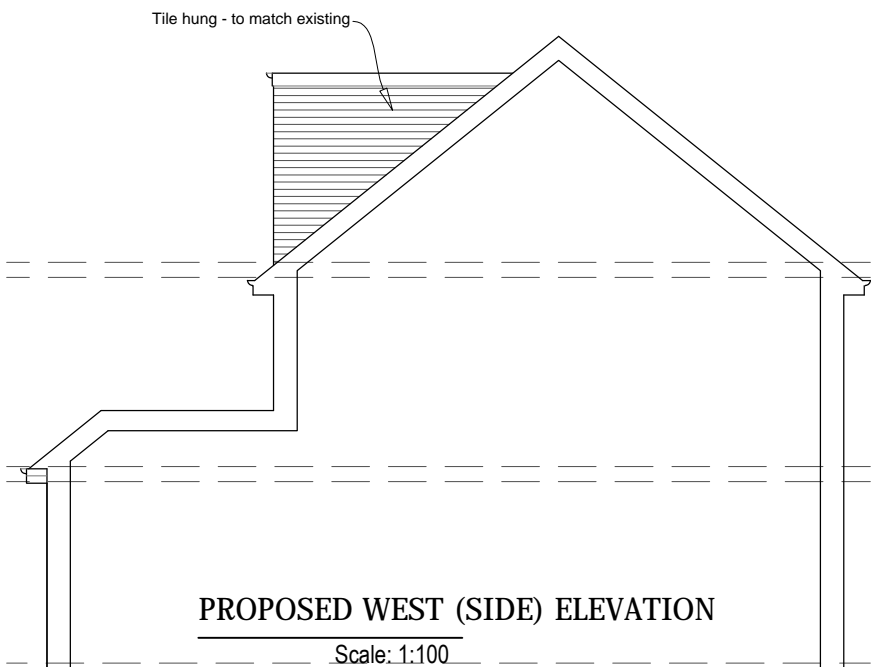 Tile hung - to match existing
PROPOSED WEST (SIDE) ELEVATION
Scale: 1:100